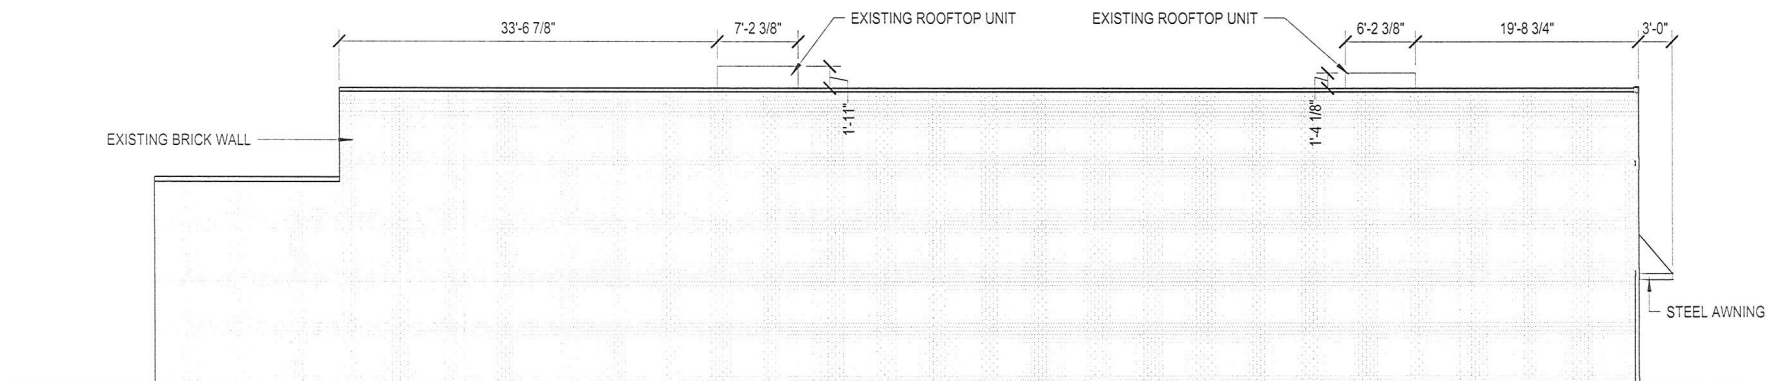 EXISTING ROOFTOP UNIT
EXISTING ROOFTOP UNIT
33'-6 7/8"
7'-2 3/8"
6'-2 3/8"
19'-8 3/4"
3'-0"
1'-11"
1'-4 1/8"
EXISTING BRICK WALL
STEEL AWNING